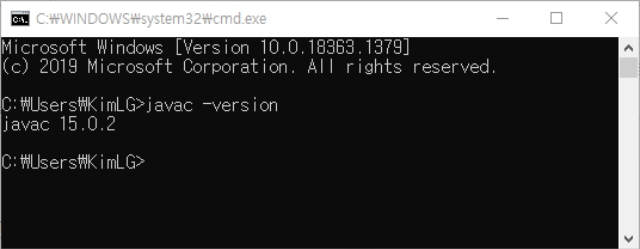 C:₩WINDOWS₩system32₩cmd.exe
Microsoft Windows [Version 10.0.18363.1379]
(c) 2019 Microsoft Corporation. All rights reserved.
C:₩Users₩KimLG>javac -version
javac 15.0.2
C:₩Users₩KimLG>